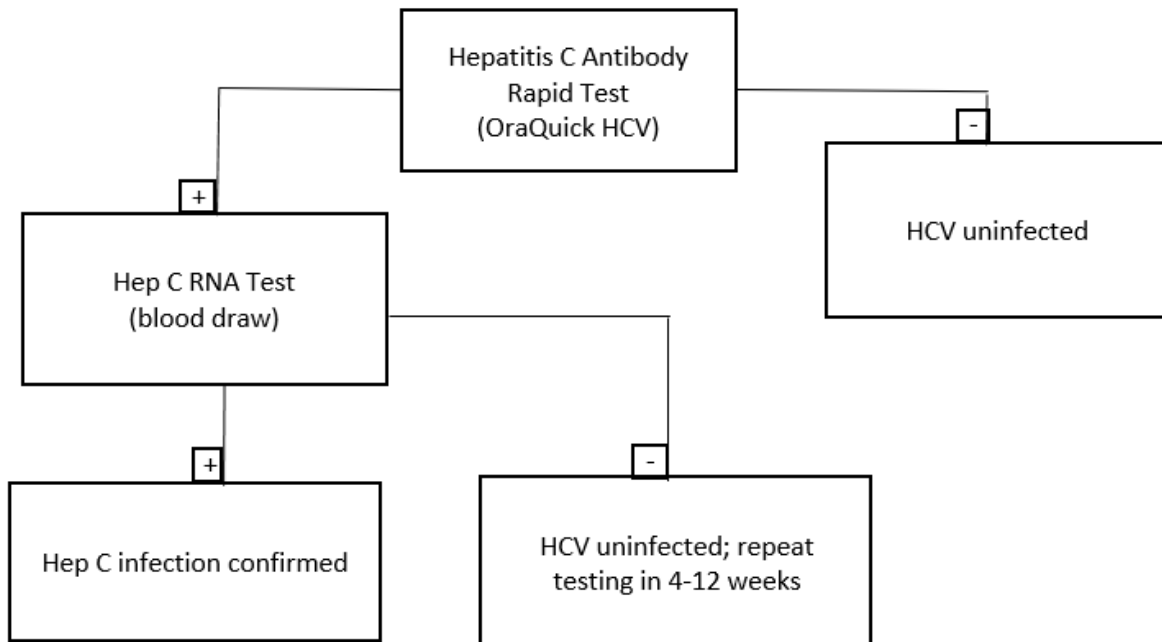 Hepatitis C Antibody
Rapid Test
(OraQuick HCV)
-
+
HCV uninfected
Hep C RNA Test
(blood draw)
+
-
Hep C infection confirmed
HCV uninfected; repeat
testing in 4-12 weeks